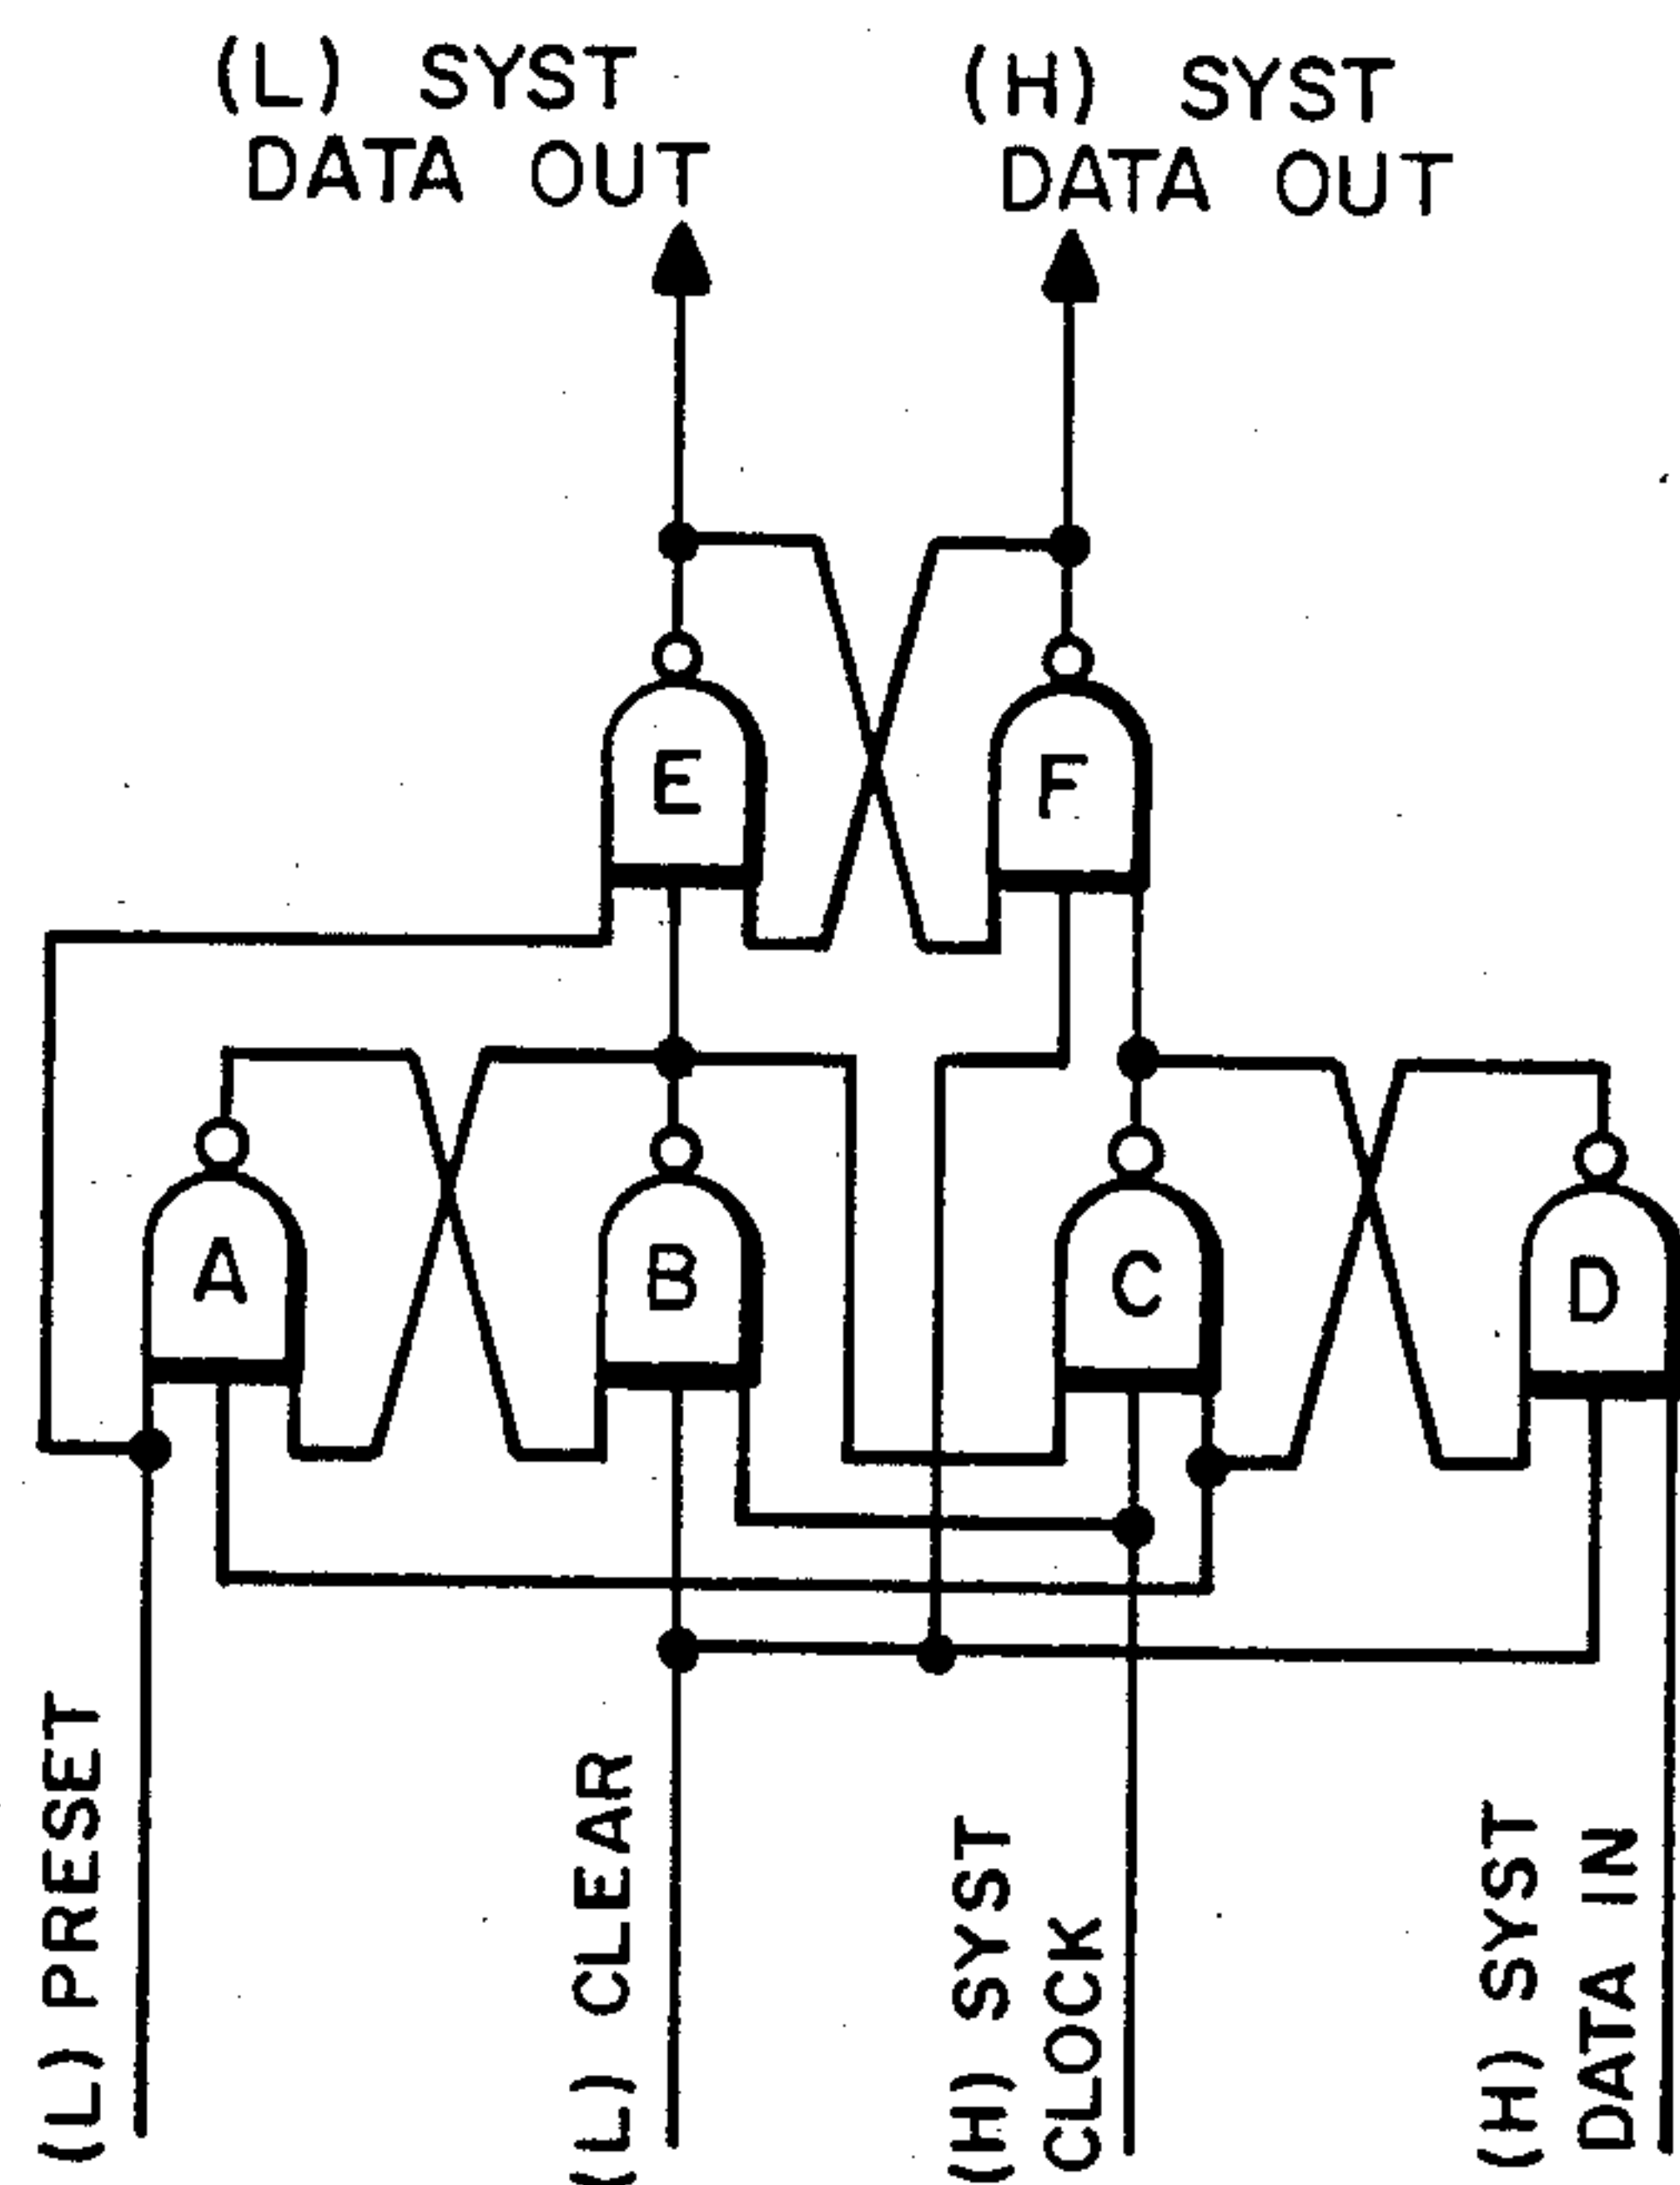 (L) SYST
DATA OUT
(H) SYST
DATA OUT
E
F
A
B
C
D
(L) PRESET
(L) CLEAR
(H) SYST
CLOCK
(H) SYST
DATA IN